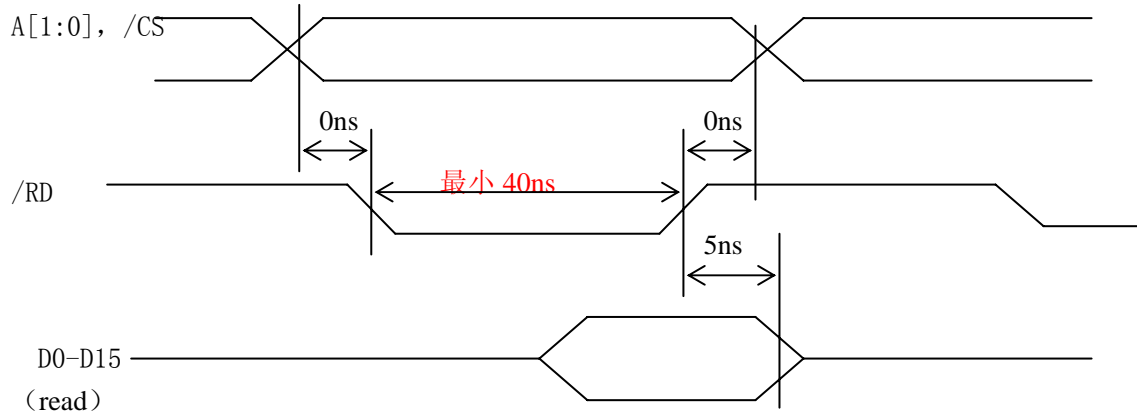 A[1:0], /CS
0ns
0ns
最小 40ns
/RD
5ns
D0-D15
（read）